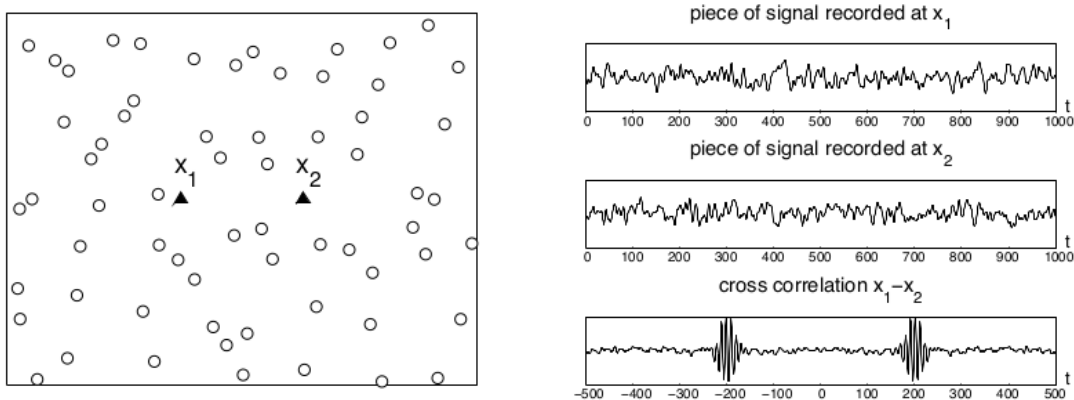 x1
x2
piece of signal recorded at x1
0 100 200 300 400 500 600 700 800 900 1000
t
piece of signal recorded at x2
0 100 200 300 400 500 600 700 800 900 1000
t
cross correlation x1−x2
−500 −400 −300 −200 −100 0 100 200 300 400 500
t